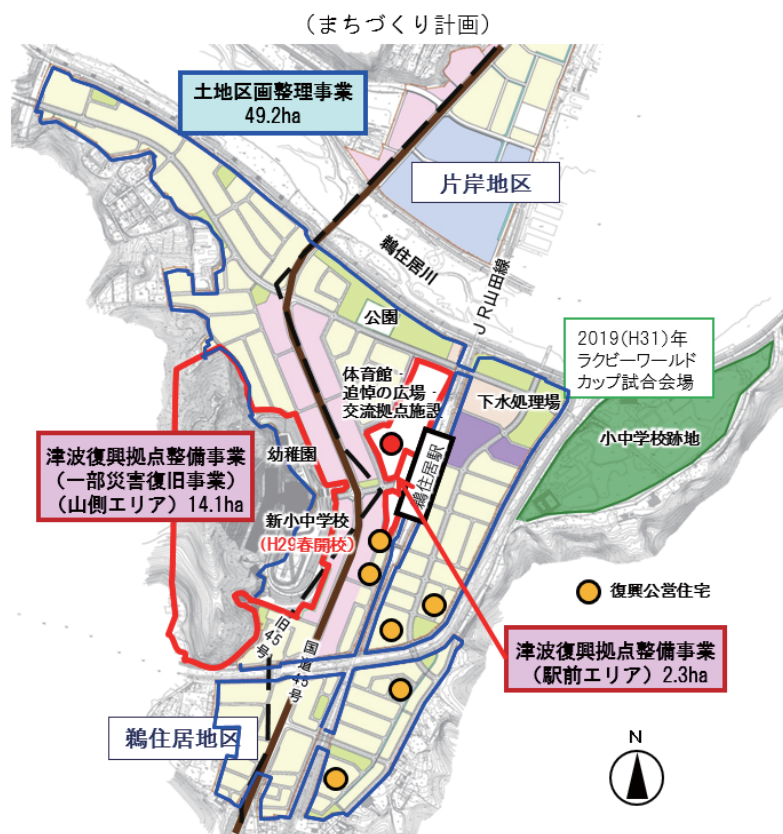 (まちづくり計画)
土地区画整理事業
49.2ha
片岸地区
鵜住居川
JR山田線
公園
2019(H31)年
ラクビーワールド
カップ試合会場
体育館・
追悼の広場・
交流拠点施設
下水処理場
小中学校跡地
津波復興拠点整備事業
(一部災害復旧事業)
(山側エリア)14.1ha
幼稚園
鵜住居駅
新小中学校
(H29春開校)
復興公営住宅
旧45号
国道45号
津波復興拠点整備事業
(駅前エリア)2.3ha
鵜住居地区
N